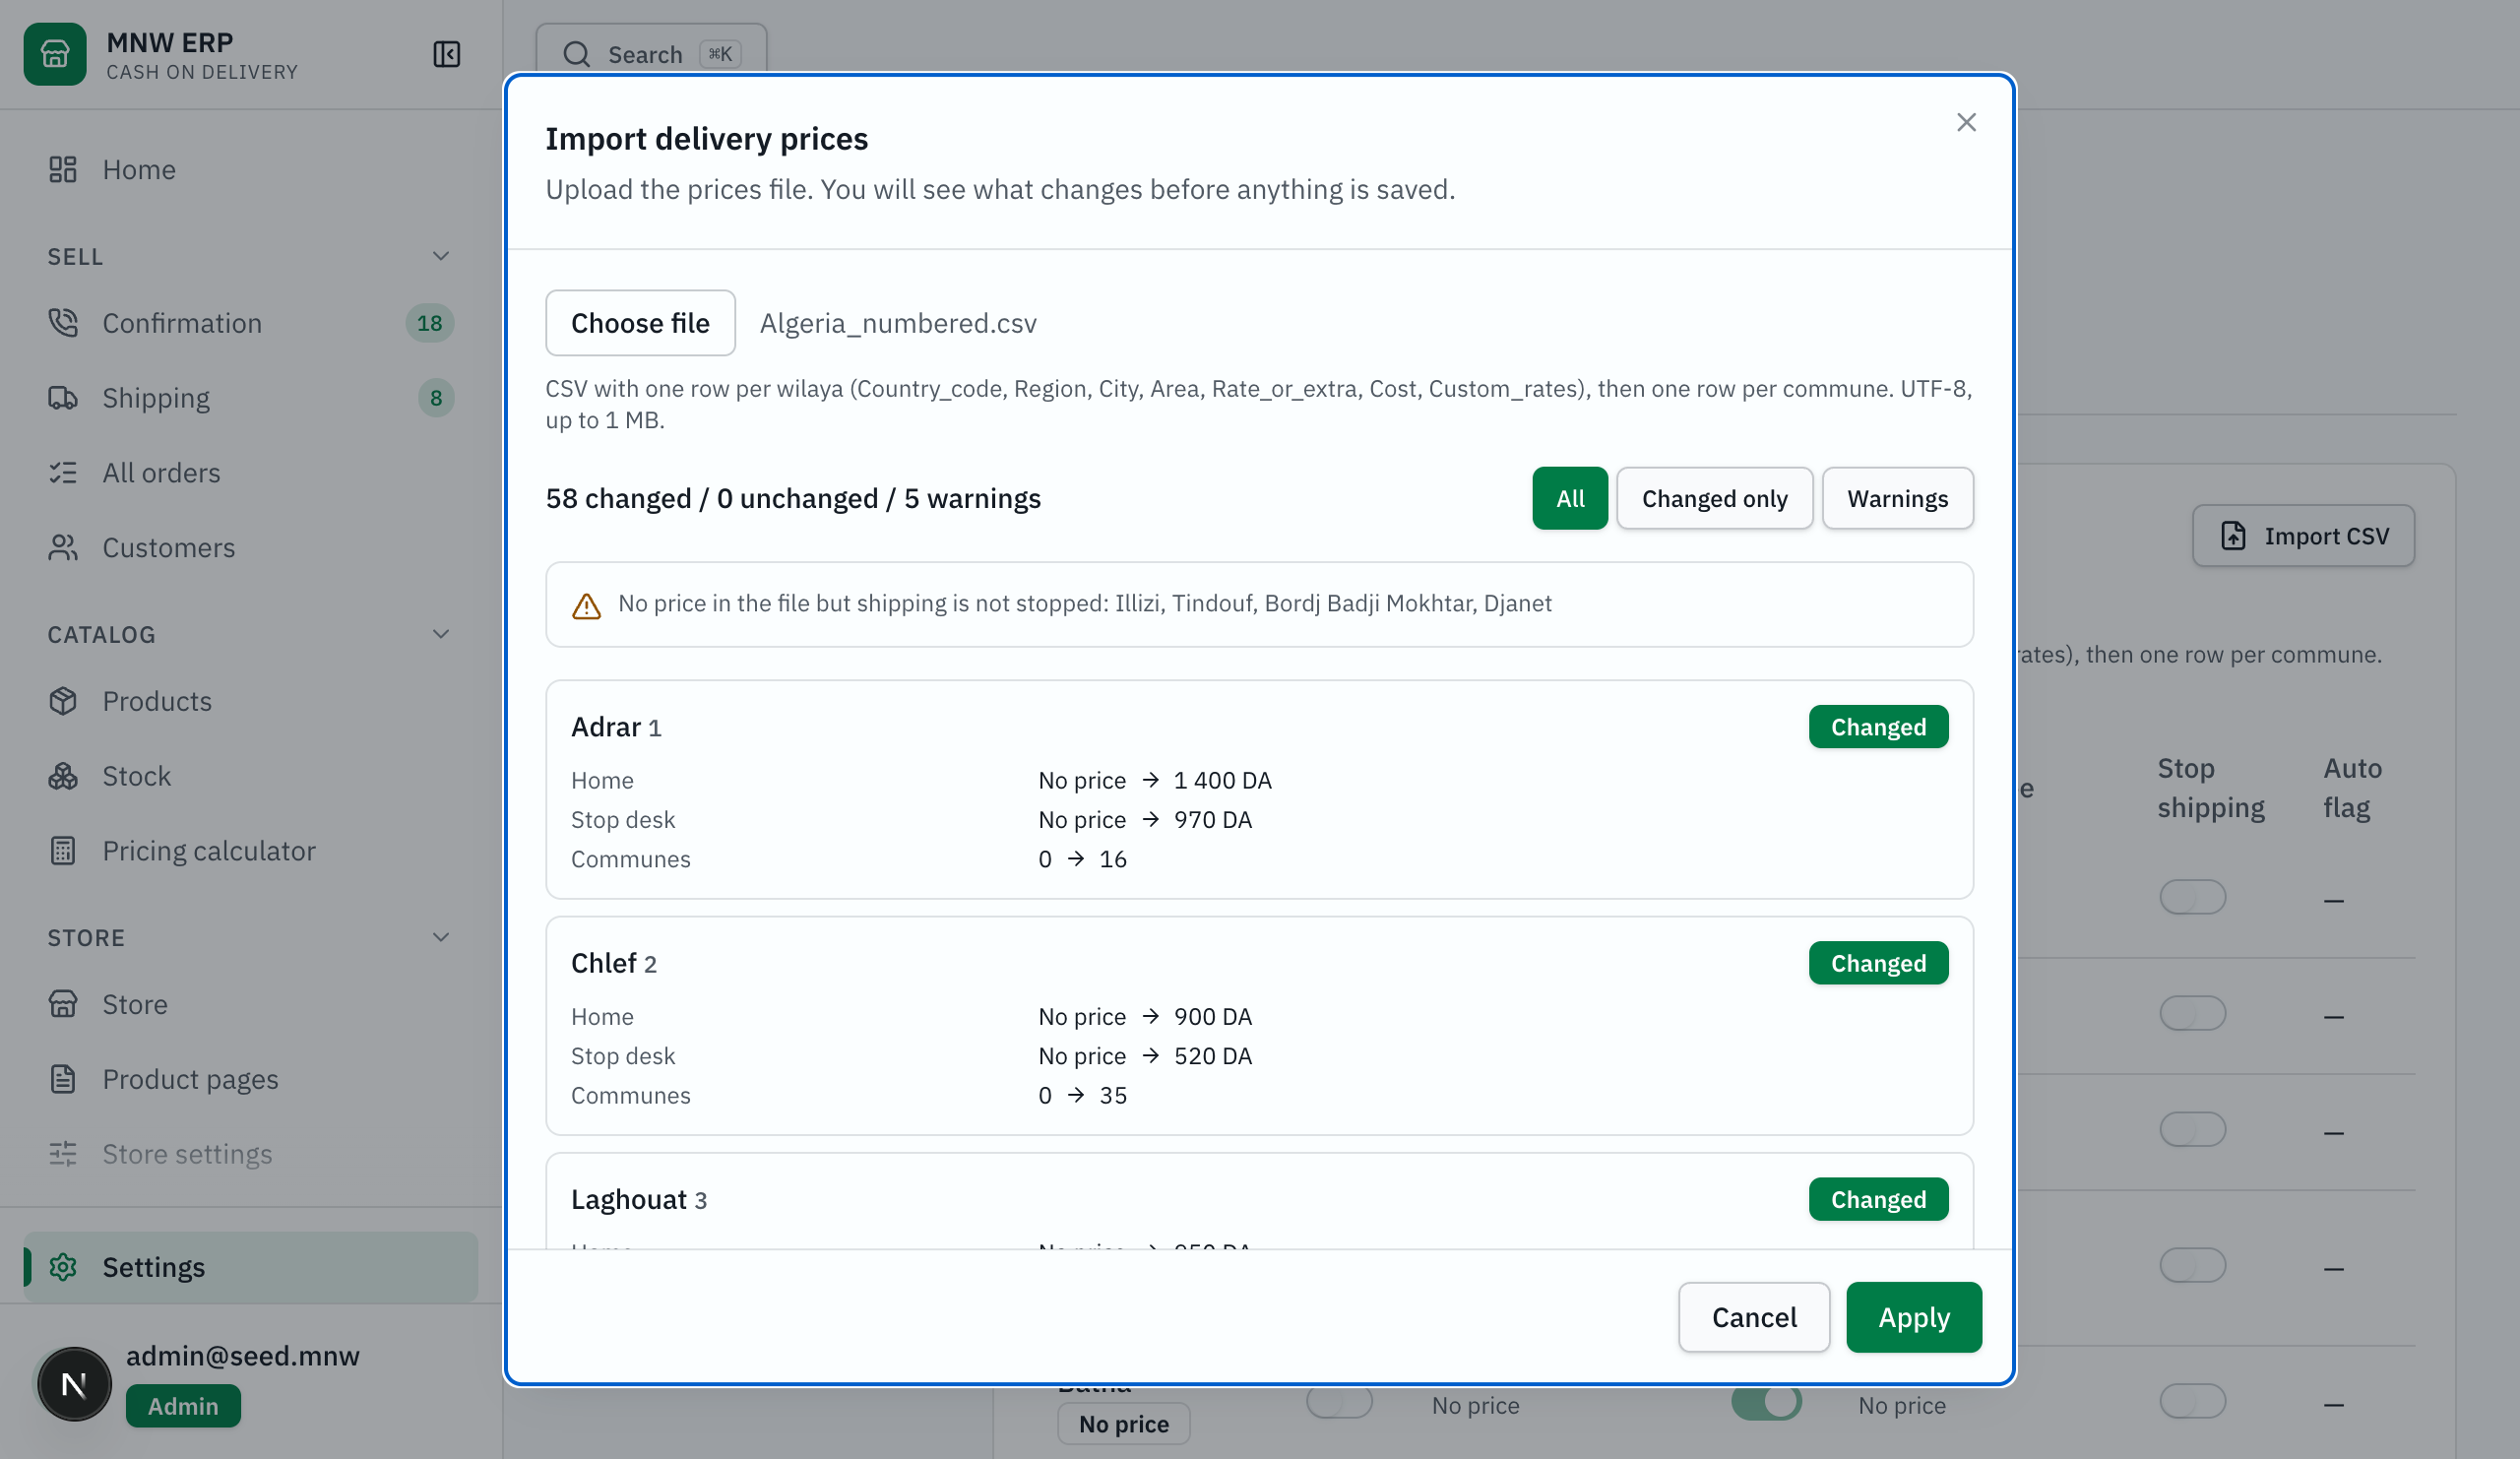 MNW ERP
CASH ON DELIVERY
Search ⌘K
Home
SELL
Confirmation 18
Shipping 8
All orders
Customers
CATALOG
Products
Stock
Pricing calculator
STORE
Store
Product pages
Store settings
Settings
N
admin@seed.mnw
Admin
Import delivery prices
Upload the prices file. You will see what changes before anything is saved.
Choose file Algeria_numbered.csv
CSV with one row per wilaya (Country_code, Region, City, Area, Rate_or_extra, Cost, Custom_rates), then one row per commune. UTF-8,
up to 1 MB.
58 changed / 0 unchanged / 5 warnings
All Changed only Warnings
No price in the file but shipping is not stopped: Illizi, Tindouf, Bordj Badji Mokhtar, Djanet
Adrar 1 Changed
Home No price → 1 400 DA
Stop desk No price → 970 DA
Communes 0 → 16
Chlef 2 Changed
Home No price → 900 DA
Stop desk No price → 520 DA
Communes 0 → 35
Laghouat 3 Changed
Cancel Apply
Import CSV
), then one row per commune.
Stop
shipping
Auto
flag
—
—
—
—
—
No price No price
No price